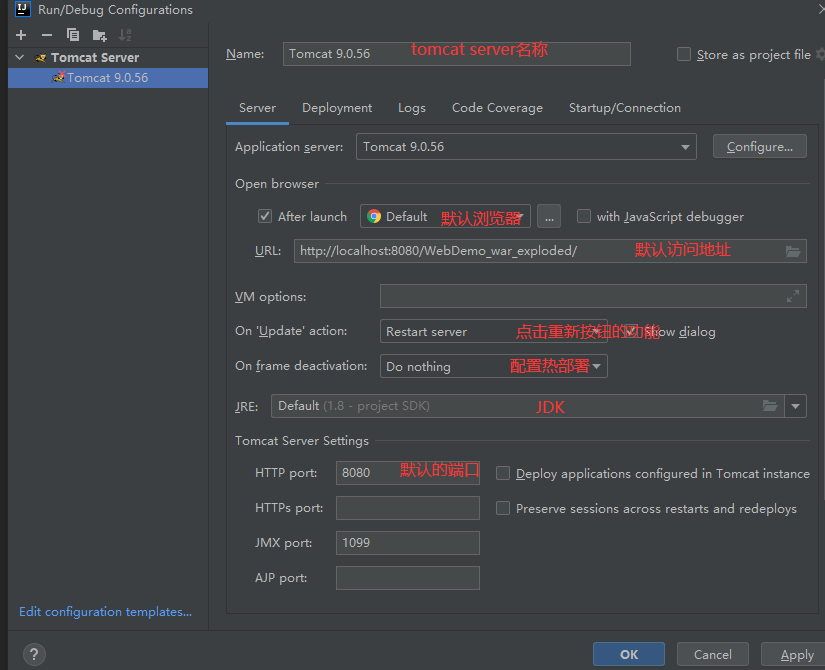 IJ Run/Debug Configurations
Tomcat Server
Tomcat 9.0.56
Name: Tomcat 9.0.56 tomcat server名称 Store as project file
Server Deployment Logs Code Coverage Startup/Connection
Application server: Tomcat 9.0.56 Configure...
Open browser
After launch Default 默认浏览器 ... with JavaScript debugger
URL: http://localhost:8080/WebDemo_war_exploded/ 默认访问地址
VM options:
On 'Update' action: Restart server 点击重新按钮的功能 Show dialog
On frame deactivation: Do nothing 配置热部署
JRE: Default (1.8 - project SDK) JDK
Tomcat Server Settings
HTTP port: 8080 默认的端口 Deploy applications configured in Tomcat instance
HTTPs port: Preserve sessions across restarts and redeploys
JMX port: 1099
AJP port:
Edit configuration templates...
? OK Cancel Apply